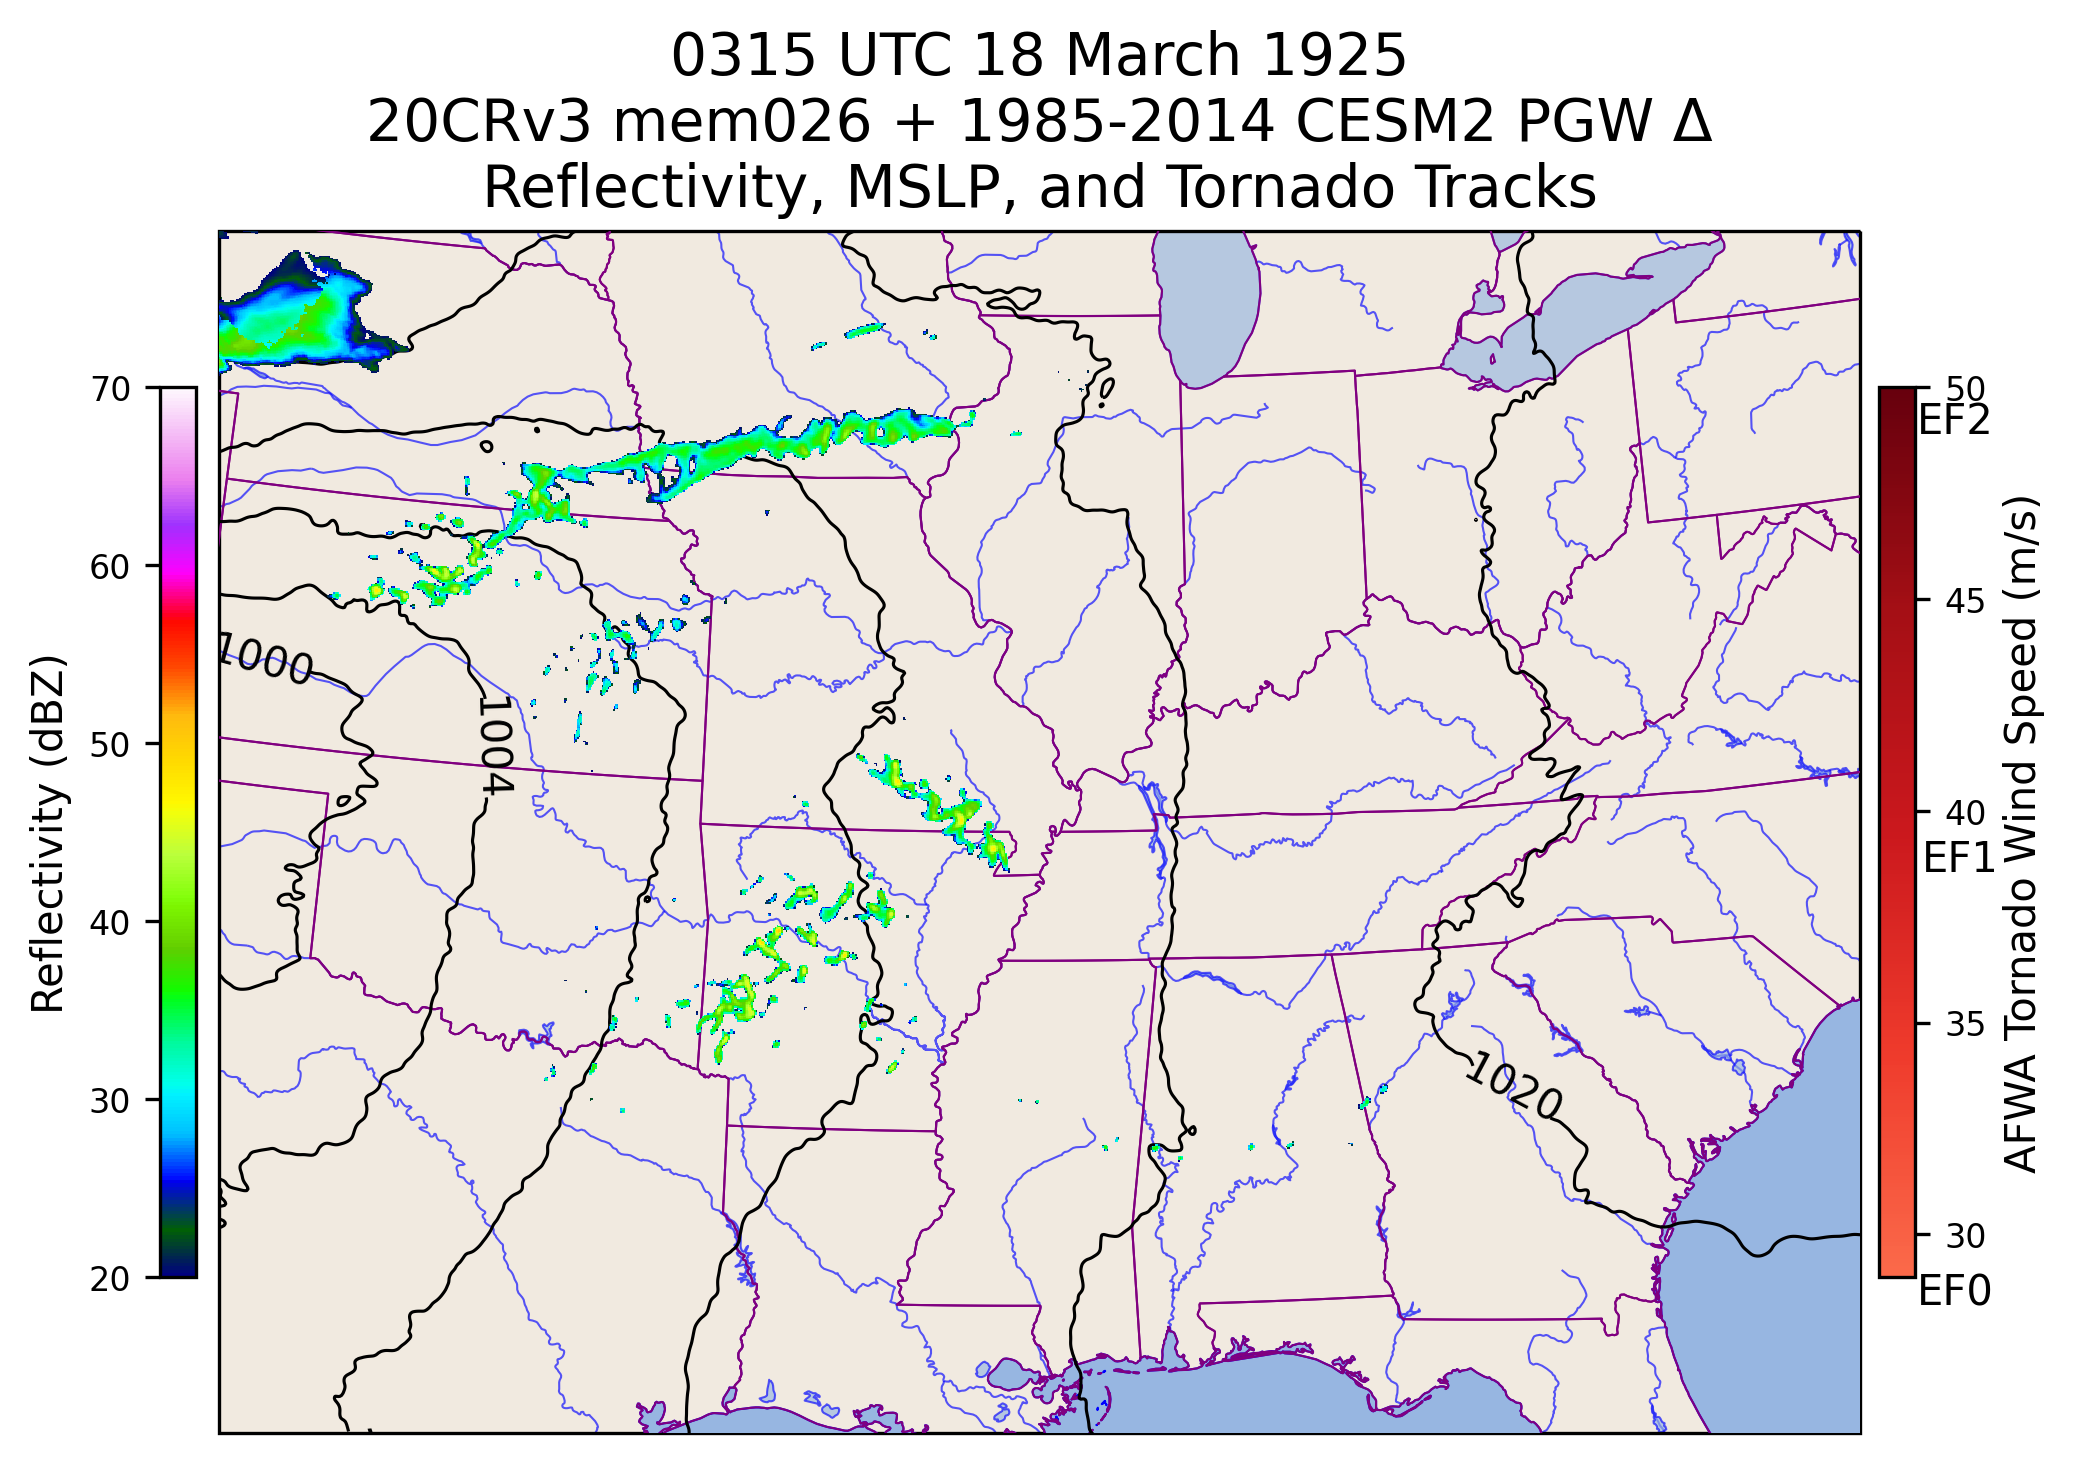 0315 UTC 18 March 1925
20CRv3 mem026 + 1985-2014 CESM2 PGW Δ
Reflectivity, MSLP, and Tornado Tracks
70
60
50
40
30
20
Reflectivity (dBZ)
1000
1004
1020
50
EF2
45
40
EF1
35
30
EF0
AFWA Tornado Wind Speed (m/s)